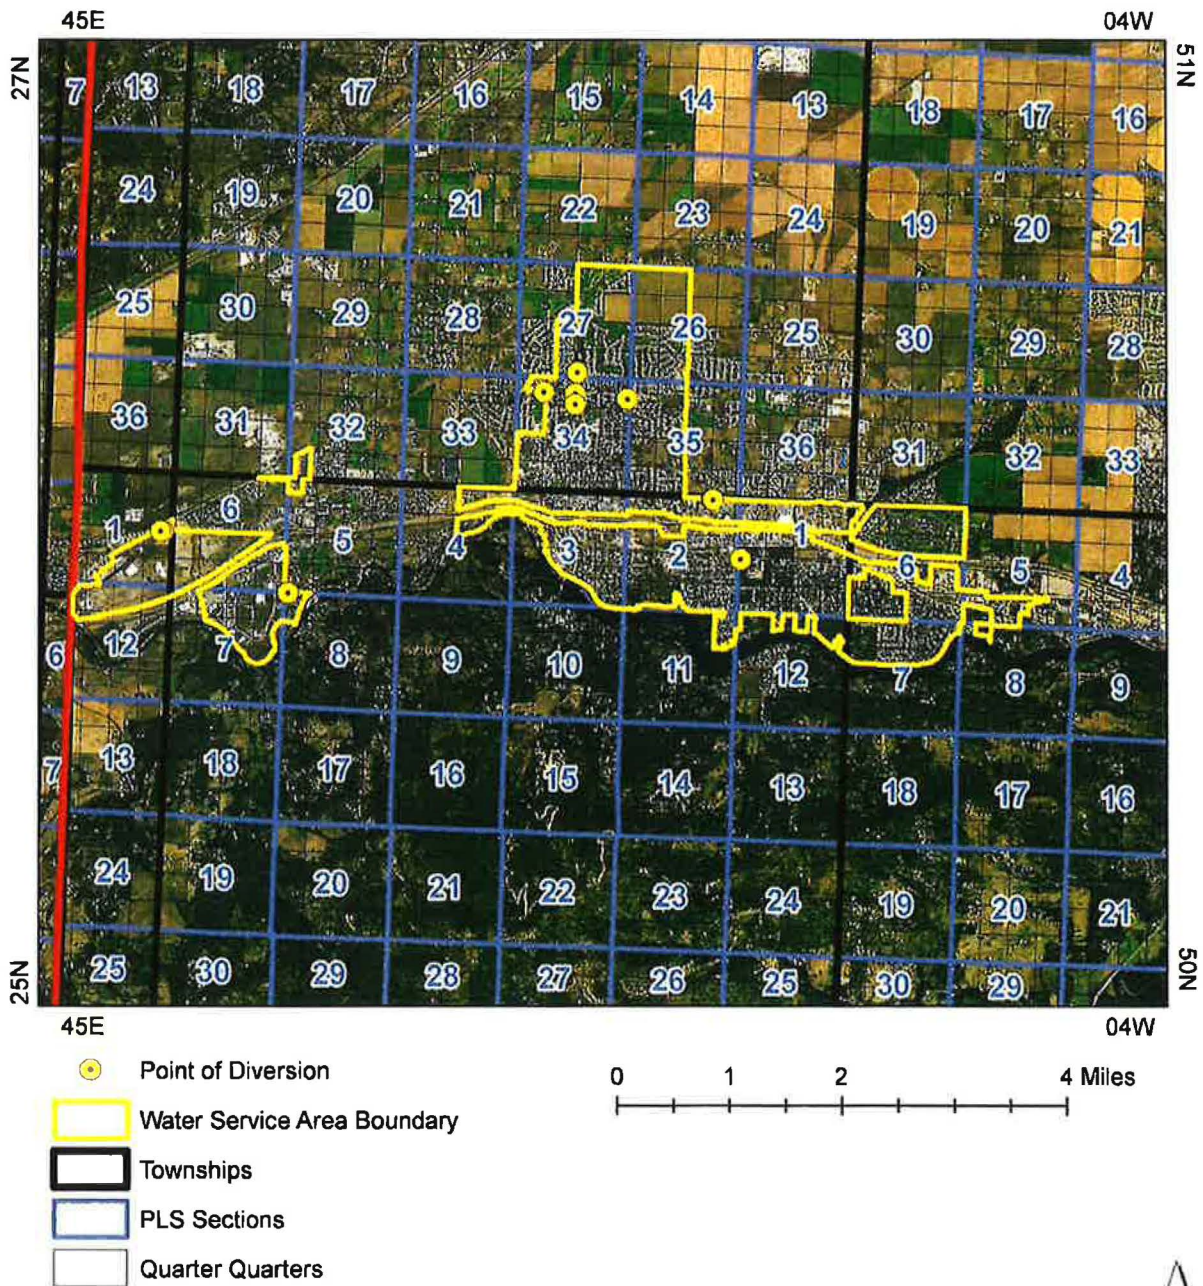 45E 04W
27N 51N
7 13 18 17 16 15 14 13 18 17 16
24 19 20 21 22 23 24 19 20 21
25 30 29 28 27 26 25 30 29 28
36 31 32 33 34 35 36 31 32 33
1 6 5 4 3 2 1 6 5 4
6 12 7 8 9 10 11 12 7 8 9
7 13 18 17 16 15 14 13 18 17 16
24 19 20 21 22 23 24 19 20 21
25 30 29 28 27 26 25 30 29
25N 50N
45E 04W
Point of Diversion
Water Service Area Boundary
Townships
PLS Sections
Quarter Quarters
0 1 2 4 Miles